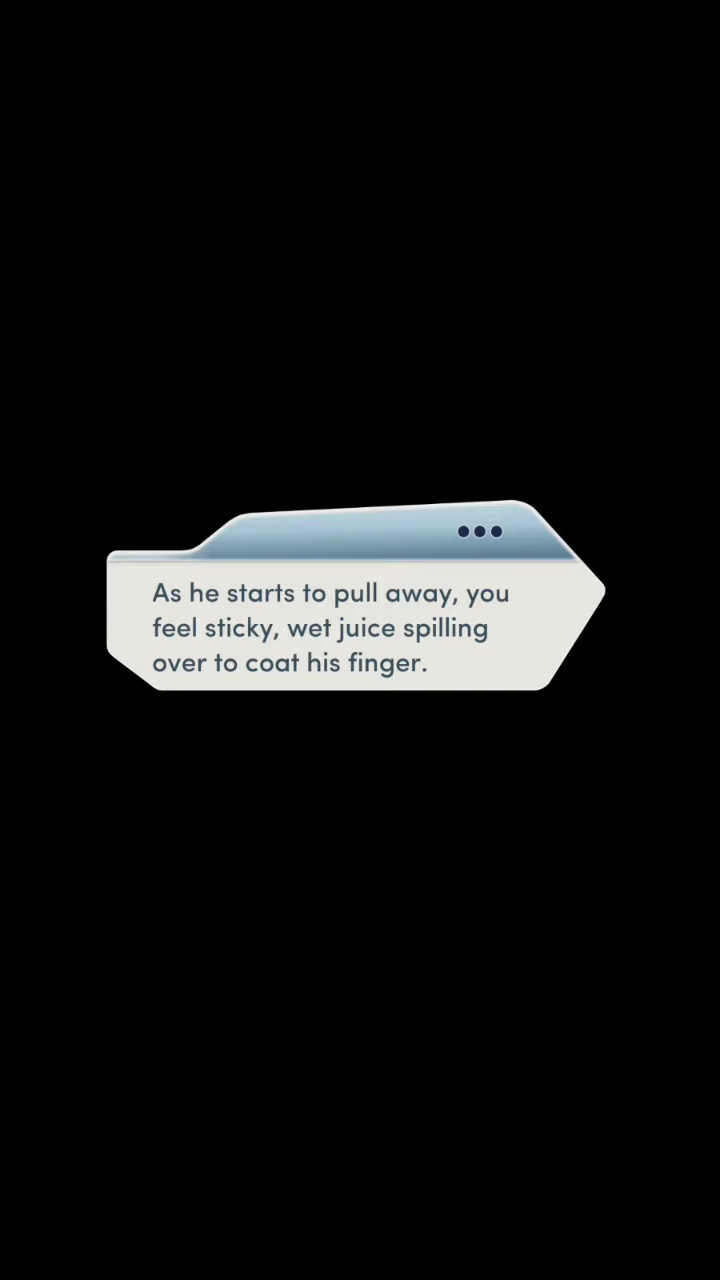 As he starts to pull away, you
feel sticky, wet juice spilling
over to coat his finger.